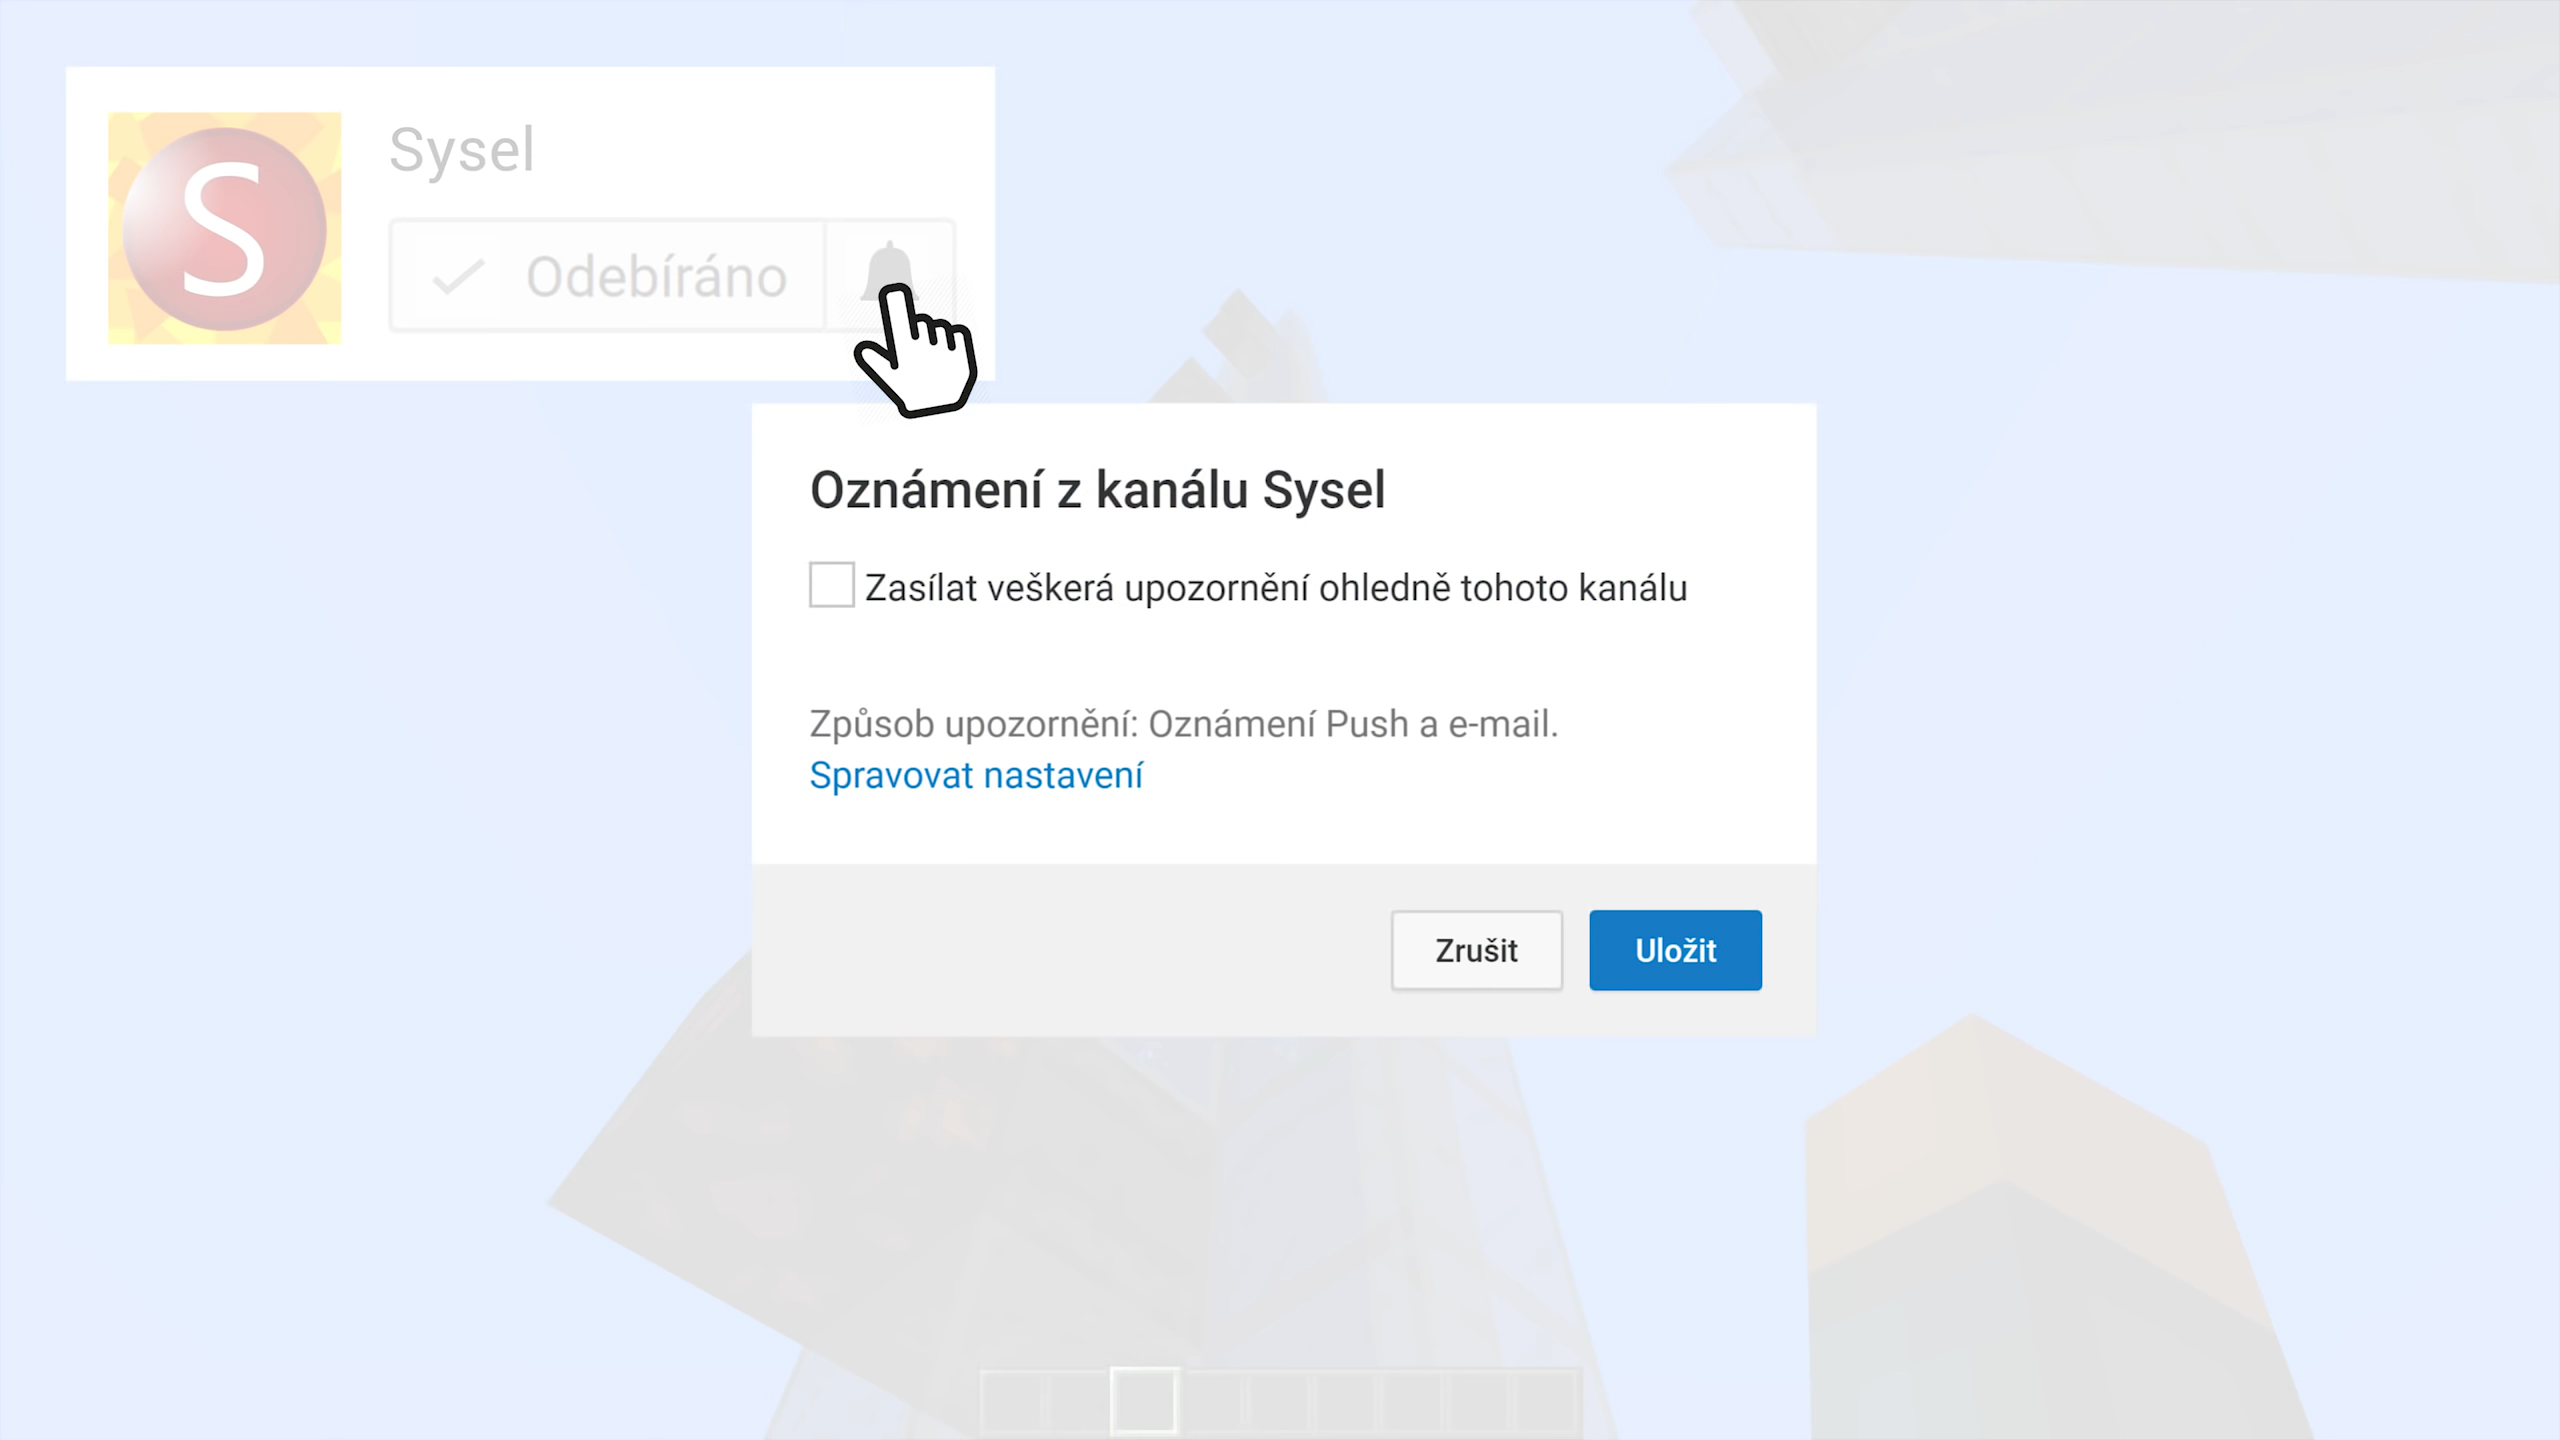 S
Sysel
Odebíráno
Oznámení z kanálu Sysel
Zasílat veškerá upozornění ohledně tohoto kanálu
Způsob upozornění: Oznámení Push a e-mail.
Spravovat nastavení
Zrušit
Uložit